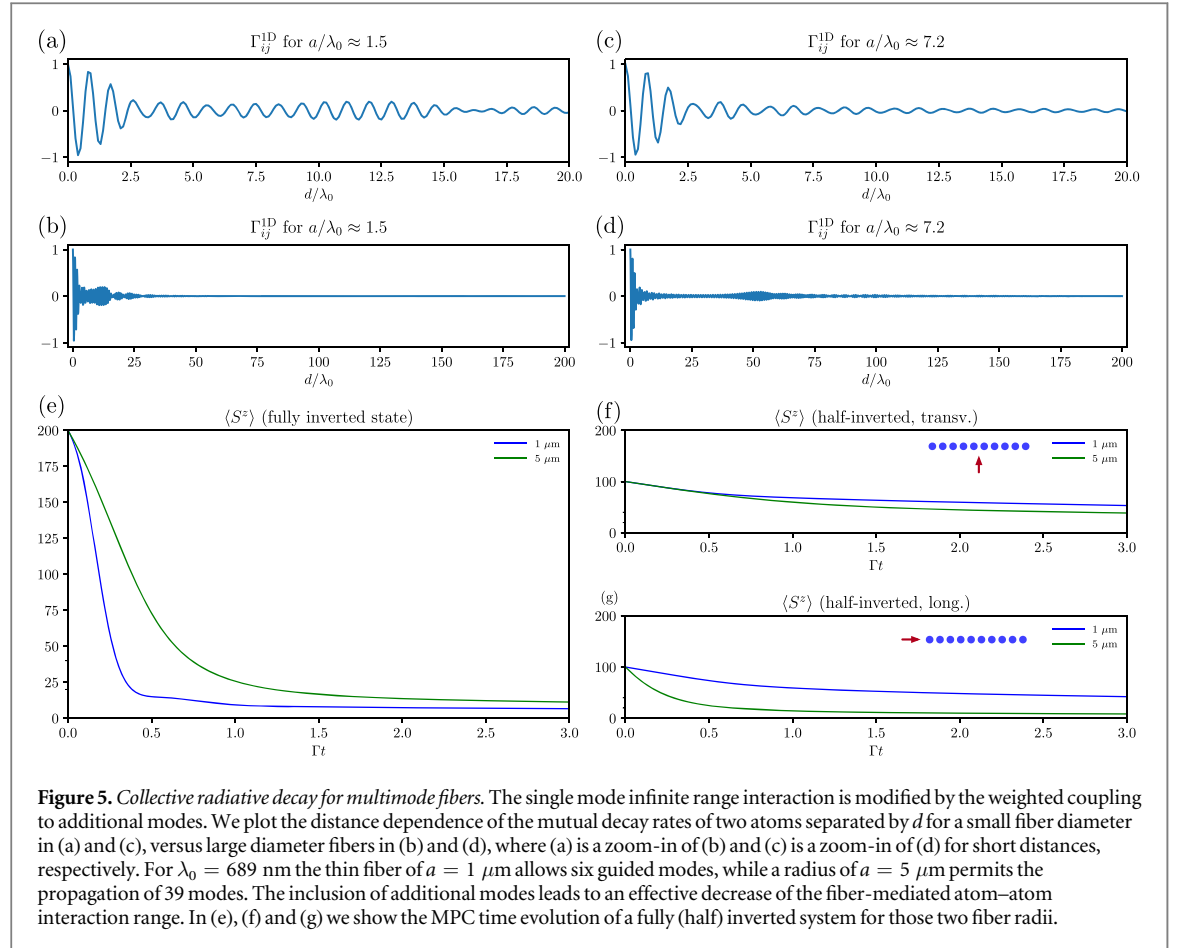 (a)
Γ_{ij}^{1D} for a/λ₀ ≈ 1.5
1
0
−1
0.0 2.5 5.0 7.5 10.0 12.5 15.0 17.5 20.0
d/λ₀
(c)
Γ_{ij}^{1D} for a/λ₀ ≈ 7.2
1
0
−1
0.0 2.5 5.0 7.5 10.0 12.5 15.0 17.5 20.0
d/λ₀
(b)
Γ_{ij}^{1D} for a/λ₀ ≈ 1.5
1
0
−1
0 25 50 75 100 125 150 175 200
d/λ₀
(d)
Γ_{ij}^{1D} for a/λ₀ ≈ 7.2
1
0
−1
0 25 50 75 100 125 150 175 200
d/λ₀
(e)
⟨S^z⟩ (fully inverted state)
200
175
150
125
100
75
50
25
0
1 μm
5 μm
0.0 0.5 1.0 1.5 2.0 2.5 3.0
Γt
(f)
⟨S^z⟩ (half-inverted, transv.)
200
100
0
1 μm
5 μm
0.0 0.5 1.0 1.5 2.0 2.5 3.0
Γt
(g)
⟨S^z⟩ (half-inverted, long.)
200
100
0
1 μm
5 μm
0.0 0.5 1.0 1.5 2.0 2.5 3.0
Γt
Figure 5. Collective radiative decay for multimode fibers. The single mode infinite range interaction is modified by the weighted coupling
to additional modes. We plot the distance dependence of the mutual decay rates of two atoms separated by d for a small fiber diameter
in (a) and (c), versus large diameter fibers in (b) and (d), where (a) is a zoom-in of (b) and (c) is a zoom-in of (d) for short distances,
respectively. For λ₀ = 689 nm the thin fiber of a = 1 μm allows six guided modes, while a radius of a = 5 μm permits the
propagation of 39 modes. The inclusion of additional modes leads to an effective decrease of the fiber-mediated atom–atom
interaction range. In (e), (f) and (g) we show the MPC time evolution of a fully (half) inverted system for those two fiber radii.